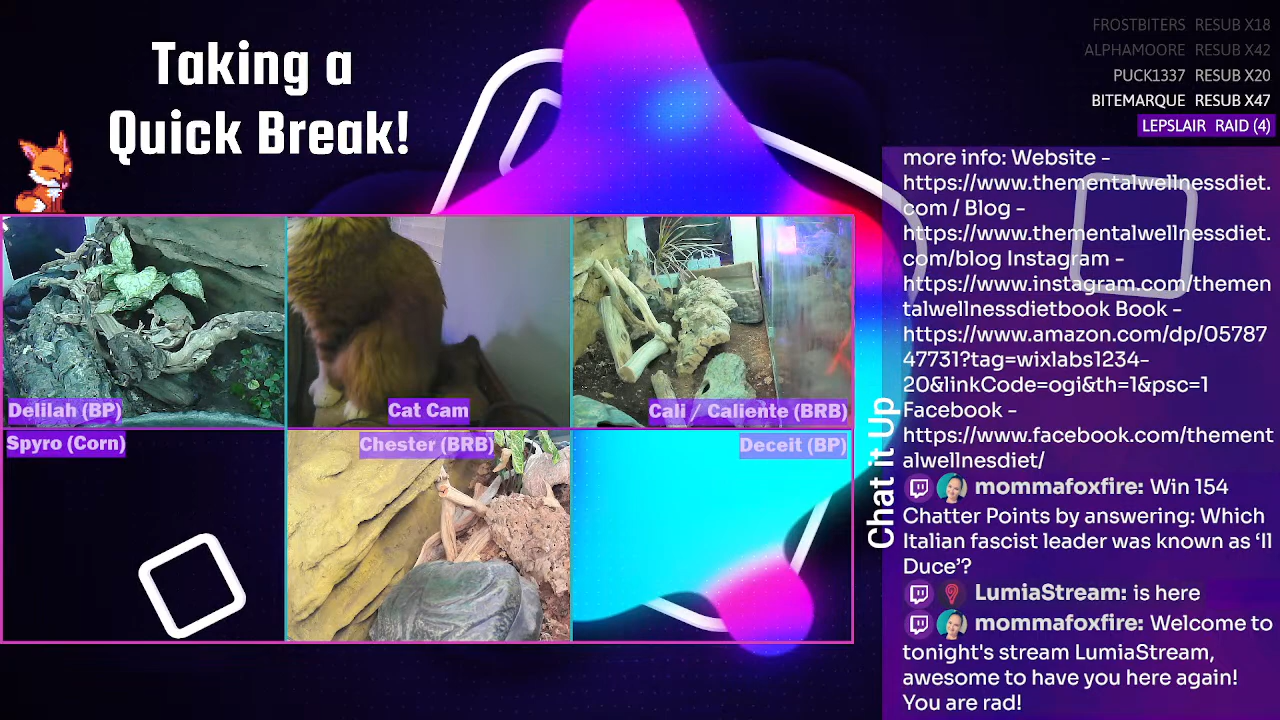 Taking a
Quick Break!
FROSTBITERS RESUB X18
ALPHAMOORE RESUB X42
PUCK1337 RESUB X20
BITEMARQUE RESUB X47
LEPSLAIR RAID (4)
Delilah (BP)
Cat Cam
Cali / Caliente (BRB)
Spyro (Corn)
Chester (BRB)
Deceit (BP)
Chat it Up
more info: Website -
https://www.thementalwellnessdiet.
com / Blog -
https://www.thementalwellnessdiet.
com/blog Instagram -
https://www.instagram.com/themen
talwellnessdietbook Book -
https://www.amazon.com/dp/05787
47731?tag=wixlabs1234-
20&linkCode=ogi&th=1&psc=1
Facebook -
https://www.facebook.com/thement
alwellnesdiet/
mommafoxfire: Win 154
Chatter Points by answering: Which
Italian fascist leader was known as ‘Il
Duce’?
LumiaStream: is here
mommafoxfire: Welcome to
tonight's stream LumiaStream,
awesome to have you here again!
You are rad!